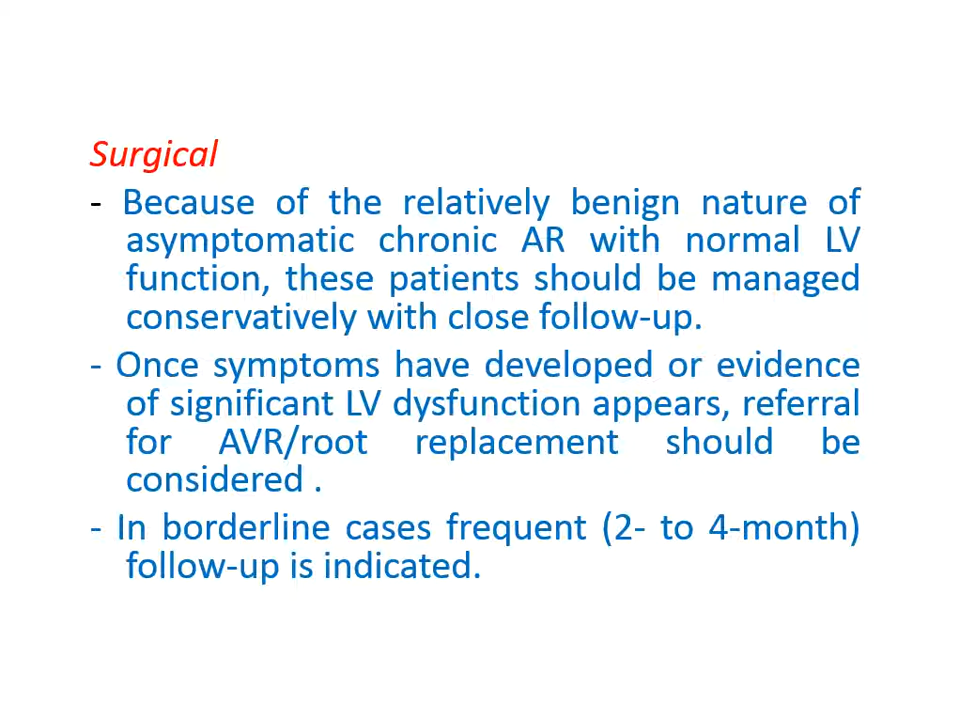 Surgical
- Because of the relatively benign nature of
asymptomatic chronic AR with normal LV
function, these patients should be managed
conservatively with close follow-up.
- Once symptoms have developed or evidence
of significant LV dysfunction appears, referral
for AVR/root replacement should be
considered .
- In borderline cases frequent (2- to 4-month)
follow-up is indicated.